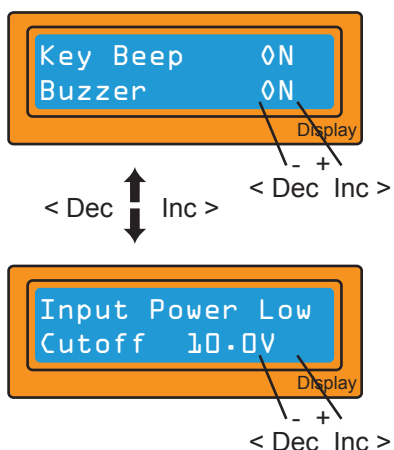 Key Beep ON
Buzzer ON
Display
- +
< Dec Inc >
< Dec Inc >
Input Power Low
Cutoff 10.0V
Display
- +
< Dec Inc >